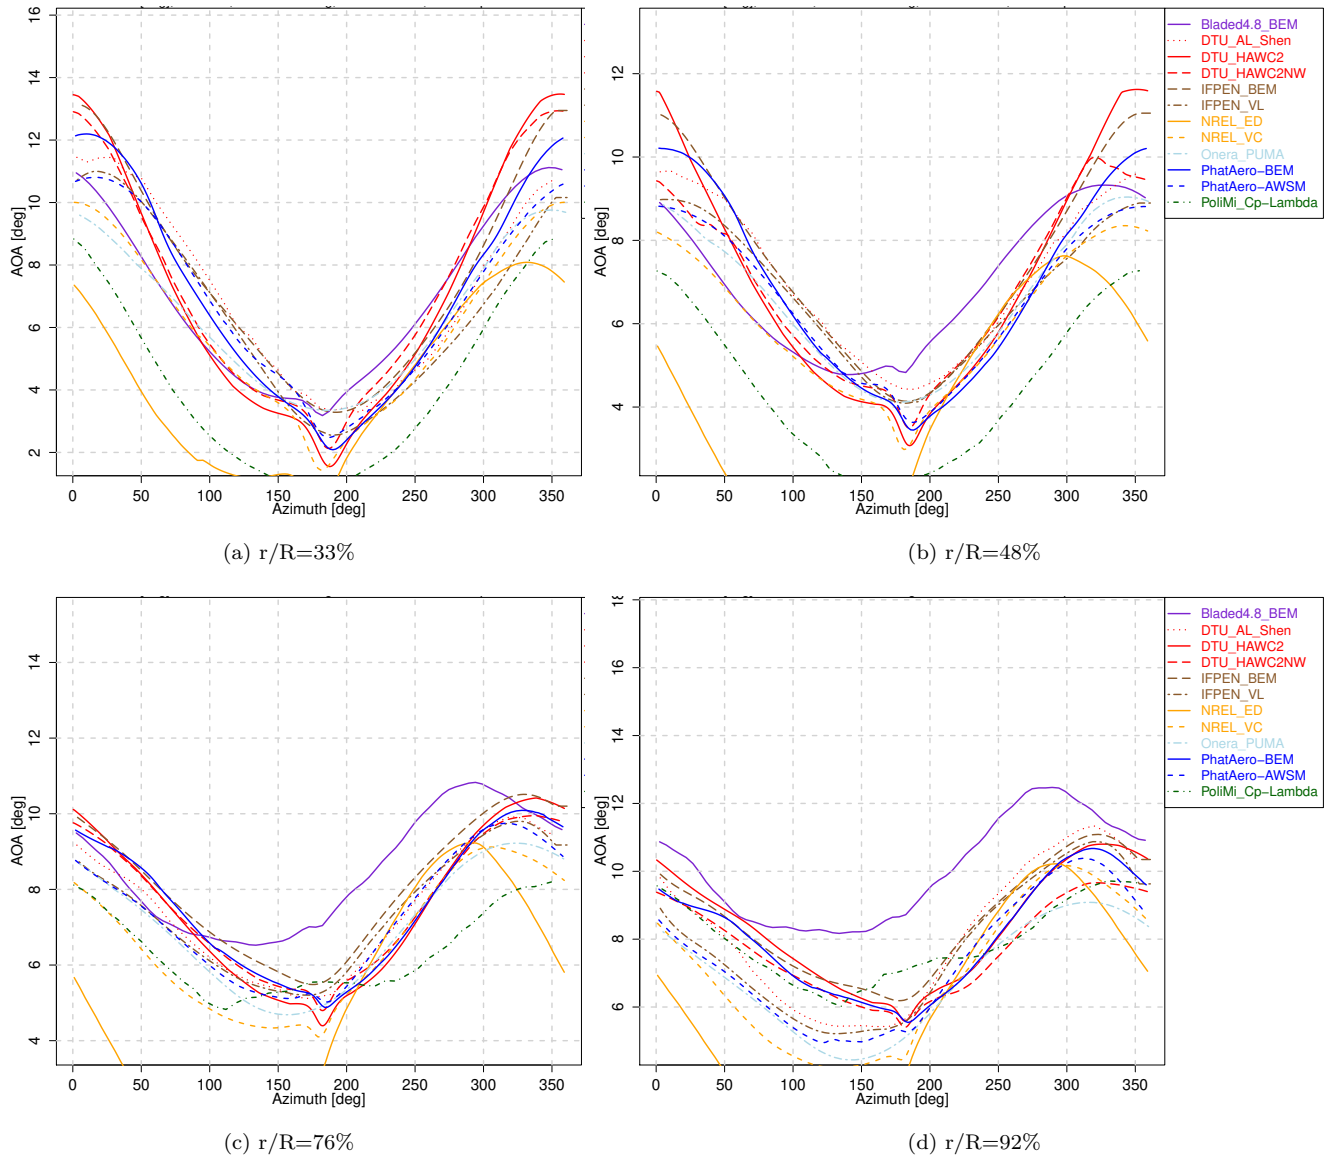 16
14
12
10
8
6
4
2
AOA [deg]
0 50 100 150 200 250 300 350
Azimuth [deg]
(a) r/R=33%
12
10
8
6
4
AOA [deg]
0 50 100 150 200 250 300 350
Azimuth [deg]
(b) r/R=48%
Bladed4.8_BEM
DTU_AL_Shen
DTU_HAWC2
DTU_HAWC2NW
IFPEN_BEM
IFPEN_VL
NREL_ED
NREL_VC
Onera_PUMA
PhatAero-BEM
PhatAero-AWSM
PoliMi_Cp-Lambda
14
12
10
8
6
4
AOA [deg]
0 50 100 150 200 250 300 350
Azimuth [deg]
(c) r/R=76%
18
16
14
12
10
8
6
AOA [deg]
0 50 100 150 200 250 300 350
Azimuth [deg]
(d) r/R=92%
Bladed4.8_BEM
DTU_AL_Shen
DTU_HAWC2
DTU_HAWC2NW
IFPEN_BEM
IFPEN_VL
NREL_ED
NREL_VC
Onera_PUMA
PhatAero-BEM
PhatAero-AWSM
PoliMi_Cp-Lambda